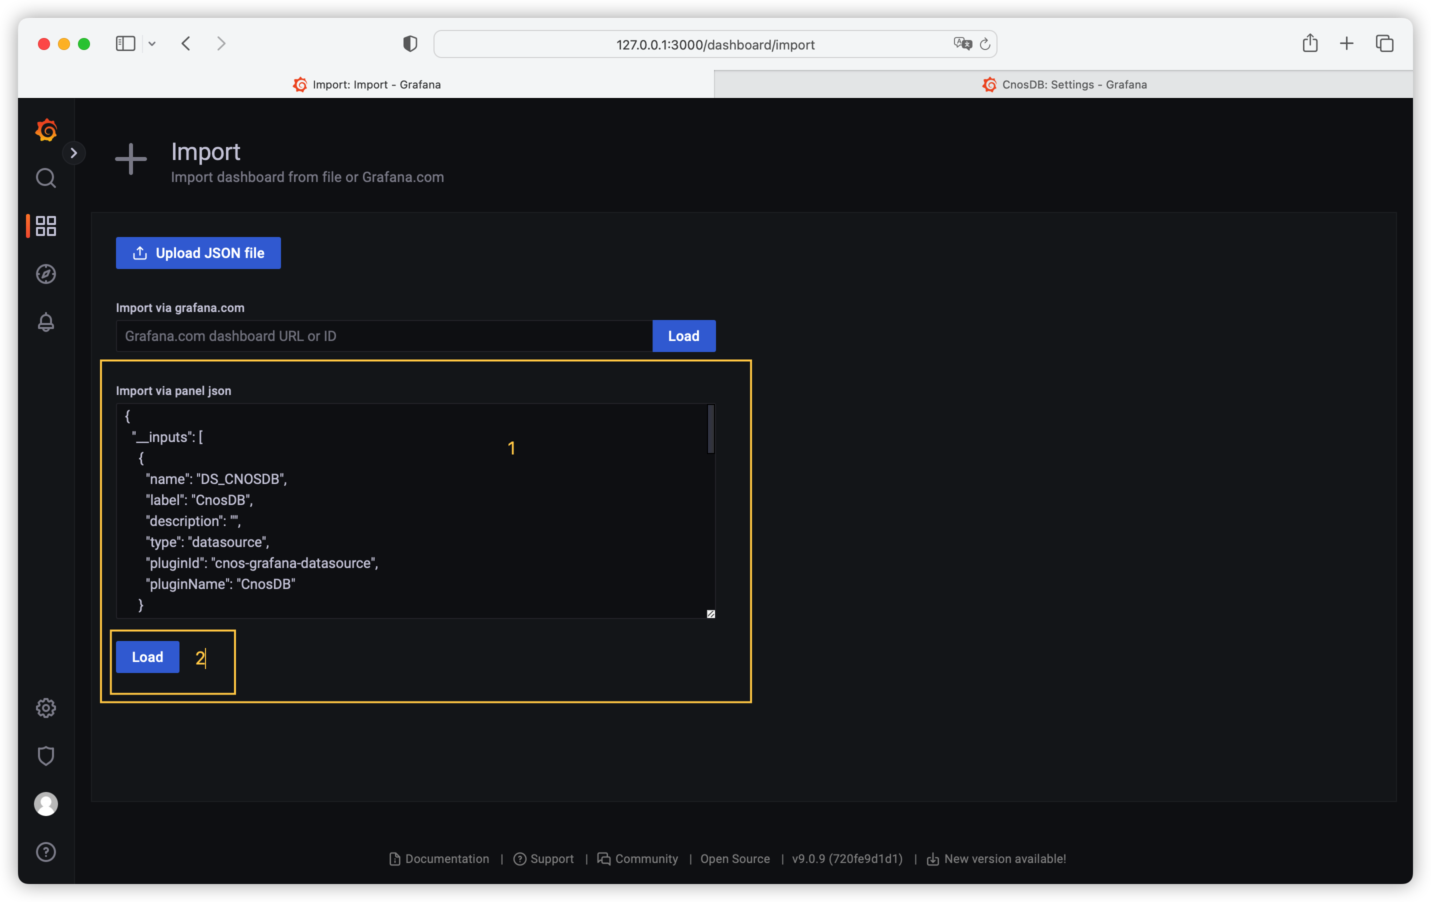 127.0.0.1:3000/dashboard/import
Import: Import - Grafana
CnosDB: Settings - Grafana
Import
Import dashboard from file or Grafana.com
Upload JSON file
Import via grafana.com
Grafana.com dashboard URL or ID
Load
Import via panel json
{
"__inputs": [
{
"name": "DS_CNOSDB",
"label": "CnosDB",
"description": "",
"type": "datasource",
"pluginId": "cnos-grafana-datasource",
"pluginName": "CnosDB"
}
1
Load
2
Documentation | Support | Community | Open Source | v9.0.9 (720fe9d1d1) | New version available!